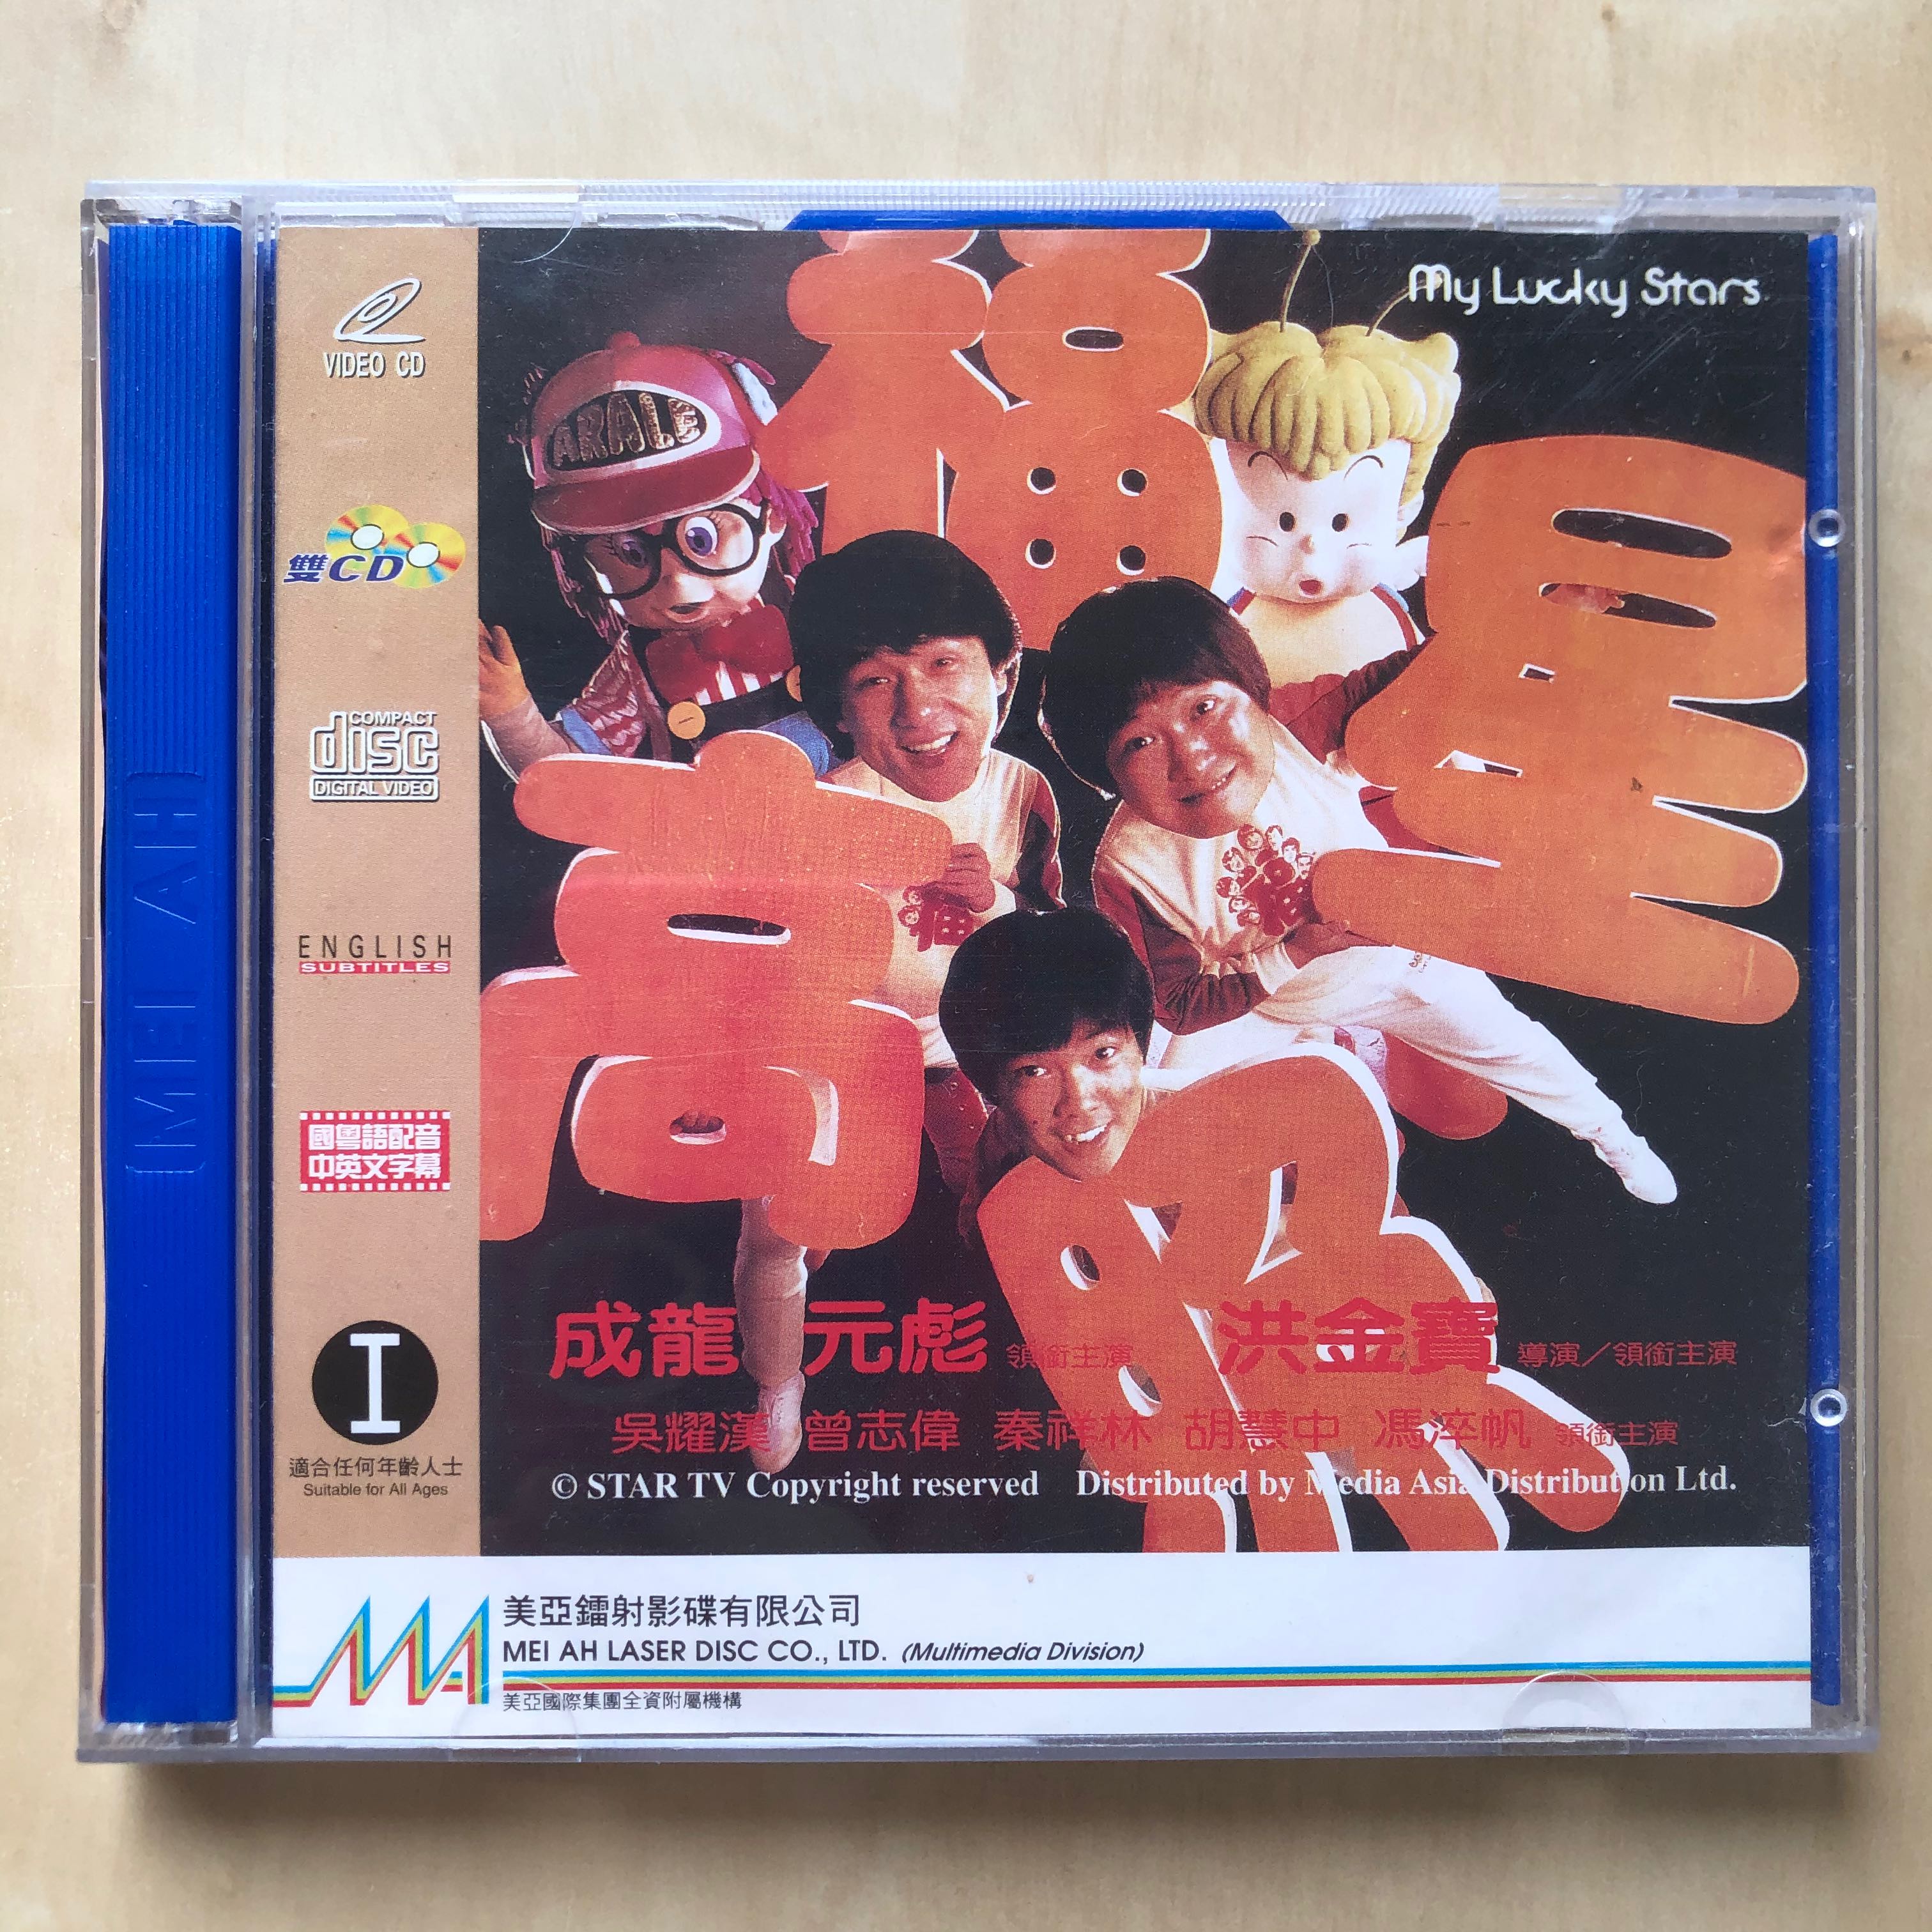 My Lucky Stars
福星
高照
ARALE
福
福
VIDEO CD
雙CD
COMPACT
disc
DIGITAL VIDEO
ENGLISH
SUBTITLES
國粵語配音
中英文字幕
I
適合任何年齡人士
Suitable for All Ages
MEI AH
成龍 元彪 領銜主演 洪金寶 導演／領銜主演
吳耀漢 曾志偉 秦祥林 胡慧中 馮淬帆 領銜主演
© STAR TV Copyright reserved Distributed by Media Asia Distribution Ltd.
美亞鐳射影碟有限公司
MEI AH LASER DISC CO., LTD. (Multimedia Division)
美亞國際集團全資附屬機構